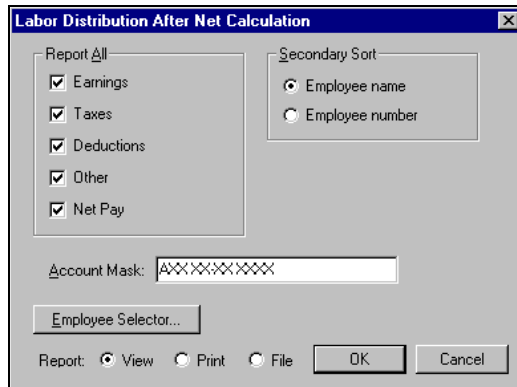 Labor Distribution After Net Calculation
Report All
Earnings
Taxes
Deductions
Other
Net Pay
Secondary Sort
Employee name
Employee number
Account Mask: AXX XX-XX XXXX
Employee Selector...
Report: View Print File OK Cancel